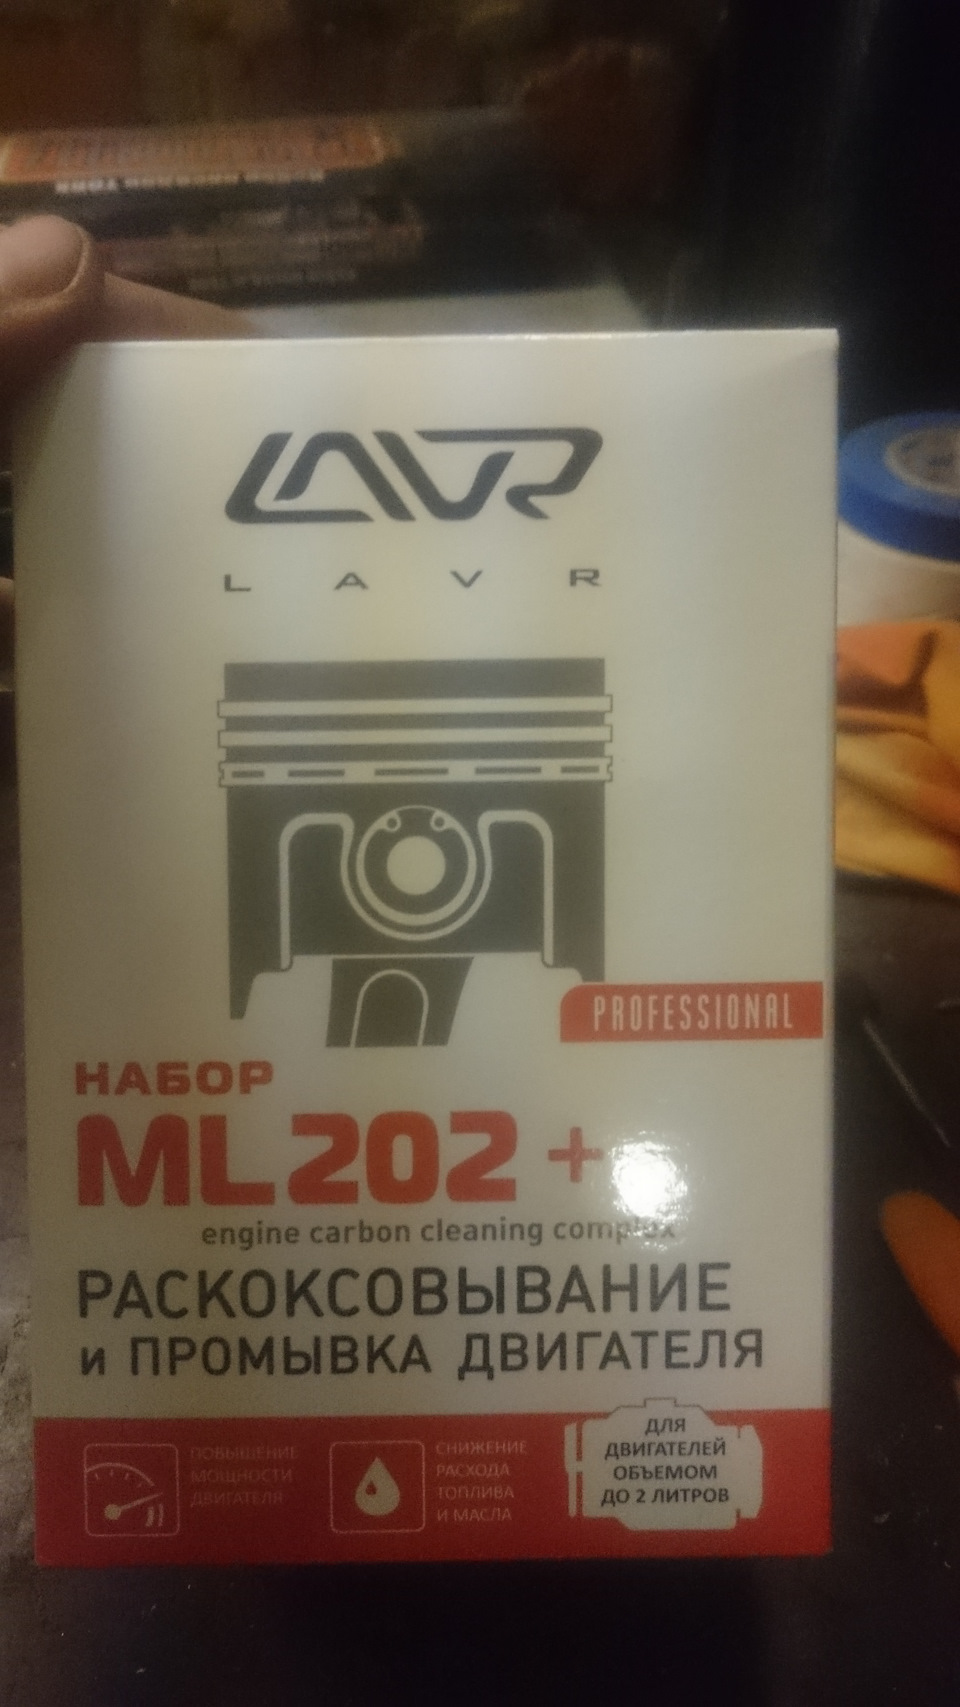 LAVR
LAVR
PROFESSIONAL
НАБОР
ML202 +
engine carbon cleaning complex
РАСКОКСОВЫВАНИЕ
и ПРОМЫВКА ДВИГАТЕЛЯ
ПОВЫШЕНИЕ
МОЩНОСТИ
ДВИГАТЕЛЯ
СНИЖЕНИЕ
РАСХОДА
ТОПЛИВА
И МАСЛА
ДЛЯ
ДВИГАТЕЛЕЙ
ОБЪЕМОМ
ДО 2 ЛИТРОВ